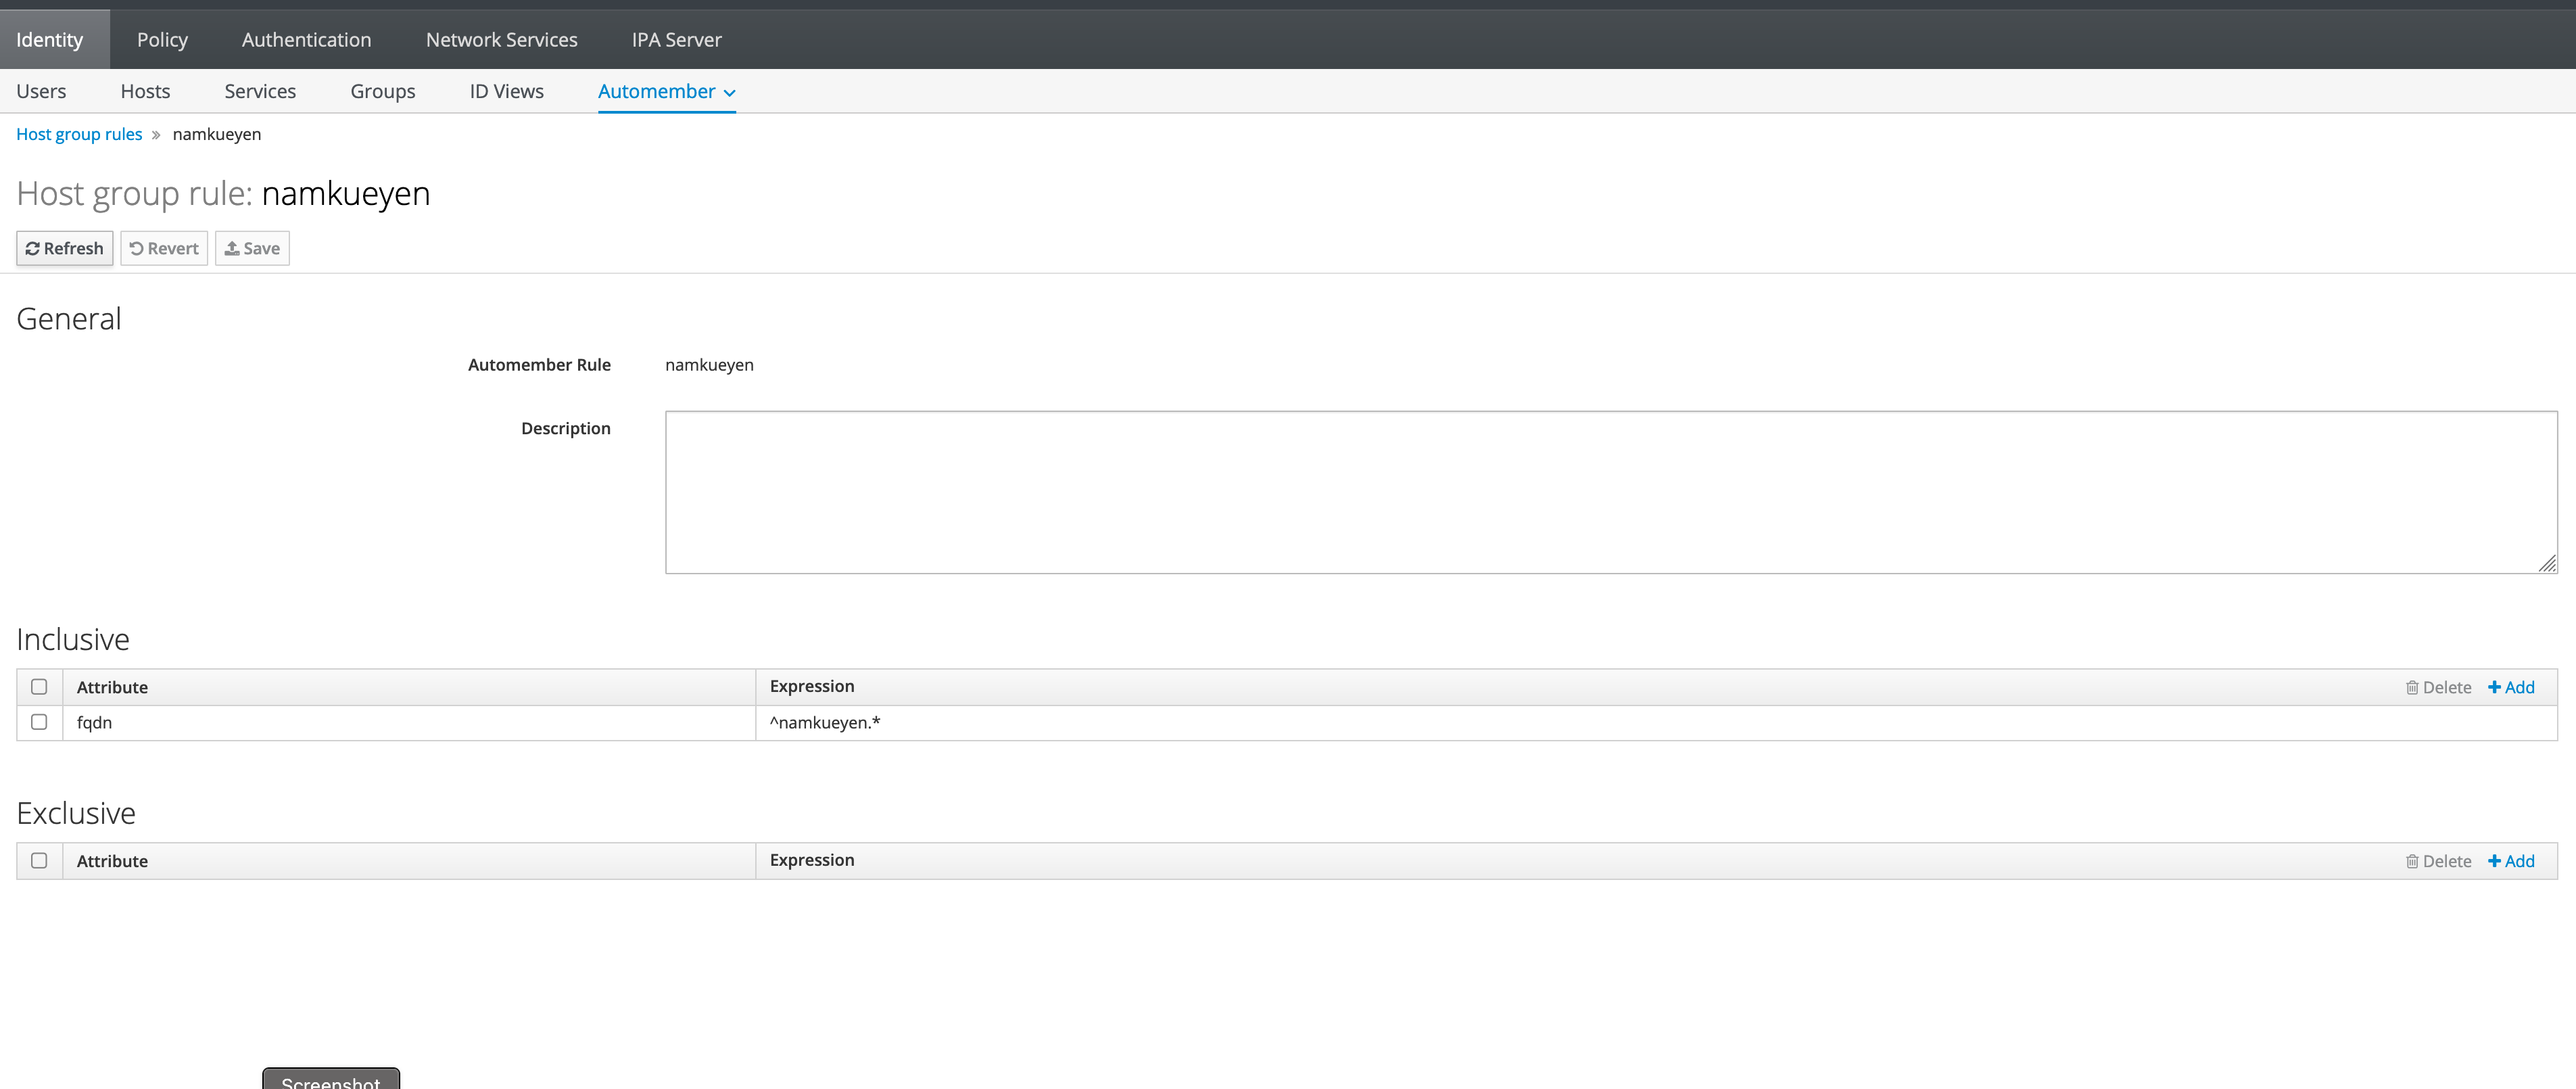 Identity Policy Authentication Network Services IPA Server
Users Hosts Services Groups ID Views Automember
Host group rules » namkueyen
Host group rule: namkueyen
Refresh Revert Save
General
Automember Rule namkueyen
Description
Inclusive
Attribute Expression Delete Add
fqdn ^namkueyen.*
Exclusive
Attribute Expression Delete Add
Screenshot